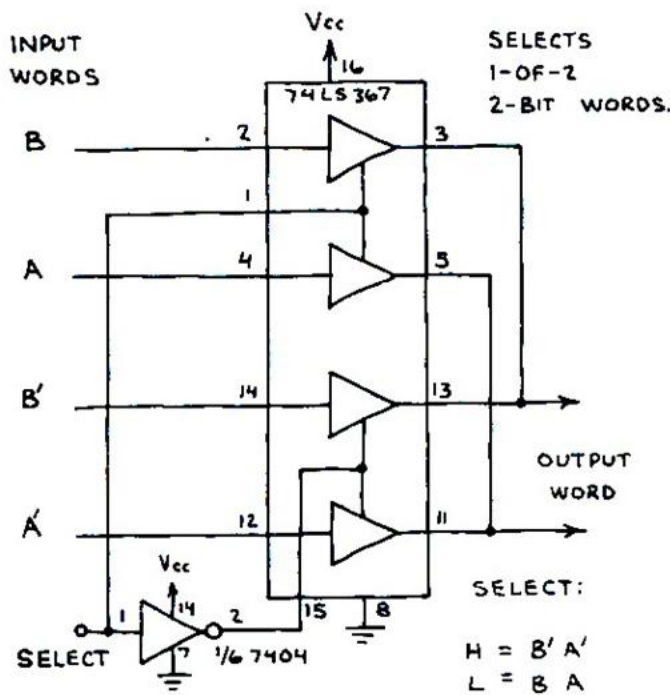 INPUT
WORDS
Vcc
16
SELECTS
1-OF-2
2-BIT WORDS.
74LS367
B
2
3
1
A
4
5
B'
14
13
OUTPUT
WORD
A'
12
11
Vcc
14
1
2
15
8
7
SELECT
1/6 7404
SELECT:
H = B' A'
L = B A